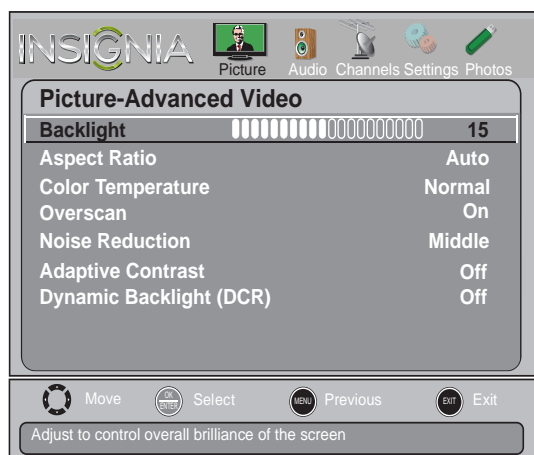 INSIGNIA
Picture Audio Channels Settings Photos
Picture-Advanced Video
Backlight 15
Aspect Ratio Auto
Color Temperature Normal
Overscan On
Noise Reduction Middle
Adaptive Contrast Off
Dynamic Backlight (DCR) Off
Move OK ENTER Select MENU Previous EXIT Exit
Adjust to control overall brilliance of the screen